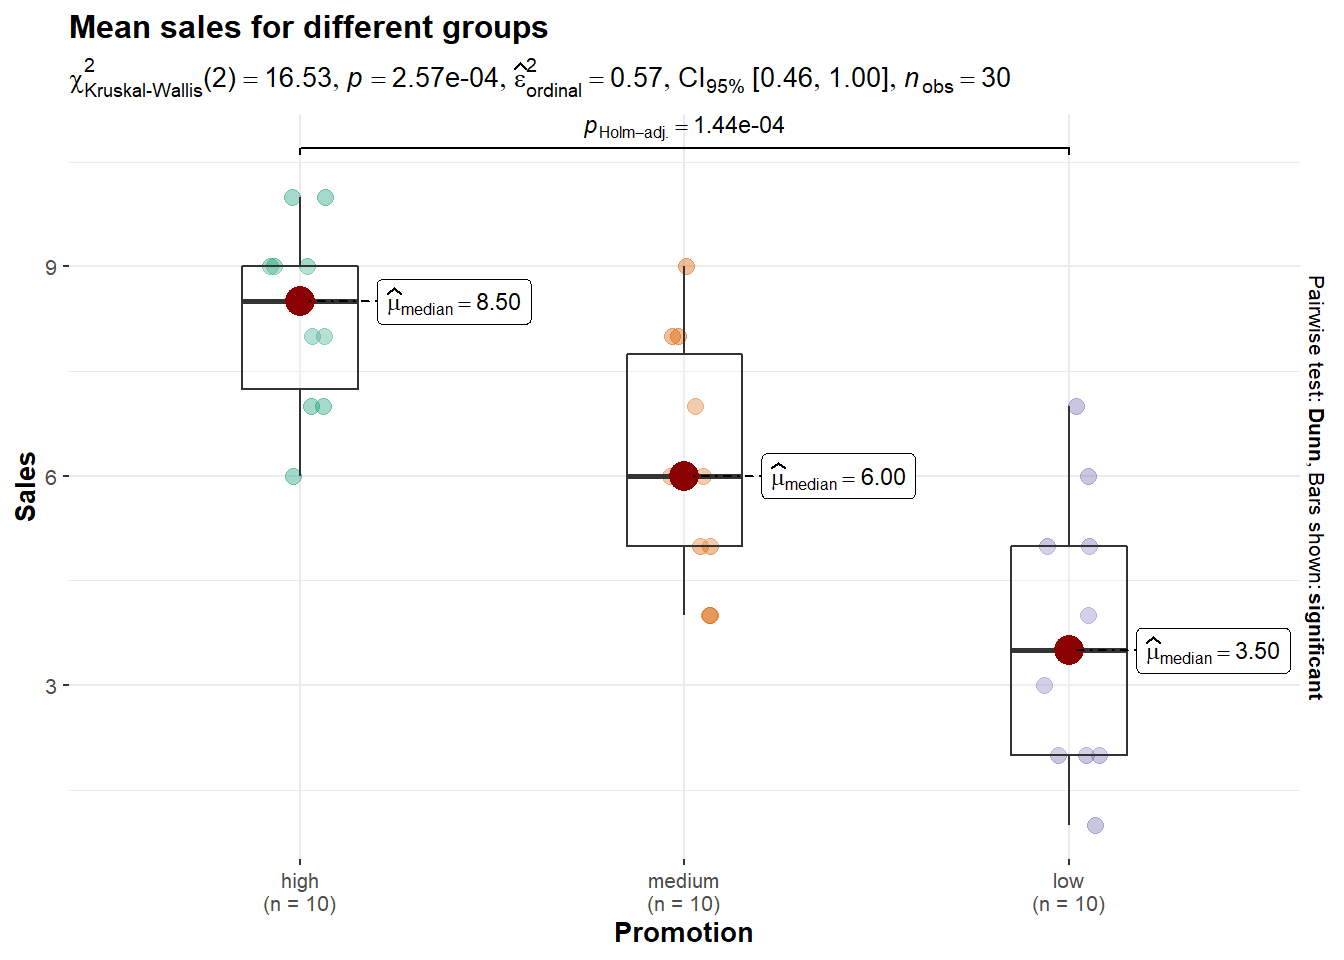 Mean sales for different groups
χ²Kruskal-Wallis(2) = 16.53, p = 2.57e-04, ε̂²ordinal = 0.57, CI95% [0.46, 1.00], nobs = 30
pHolm−adj. = 1.44e-04
9
6
3
Sales
μ̂median = 8.50
μ̂median = 6.00
μ̂median = 3.50
Pairwise test: Dunn, Bars shown: significant
high
(n = 10)
medium
(n = 10)
low
(n = 10)
Promotion